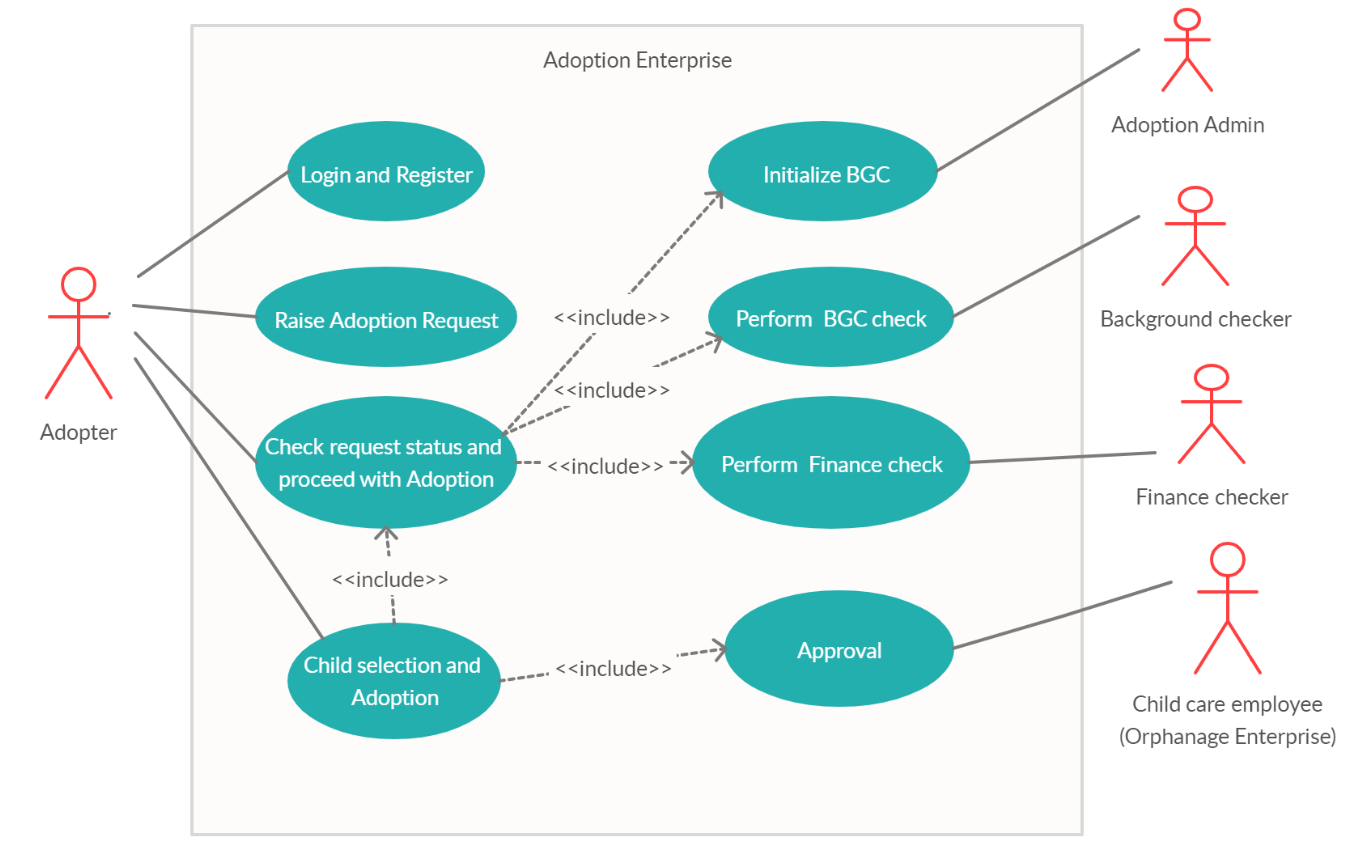 Adoption Enterprise
Adoption Admin
Login and Register
Initialize BGC
Background checker
Raise Adoption Request
<<include>>
Perform  BGC check
Adopter
<<include>>
Check request status and
proceed with Adoption
<<include>>
Perform  Finance check
Finance checker
<<include>>
Child selection and
Adoption
<<include>>
Approval
Child care employee
(Orphanage Enterprise)